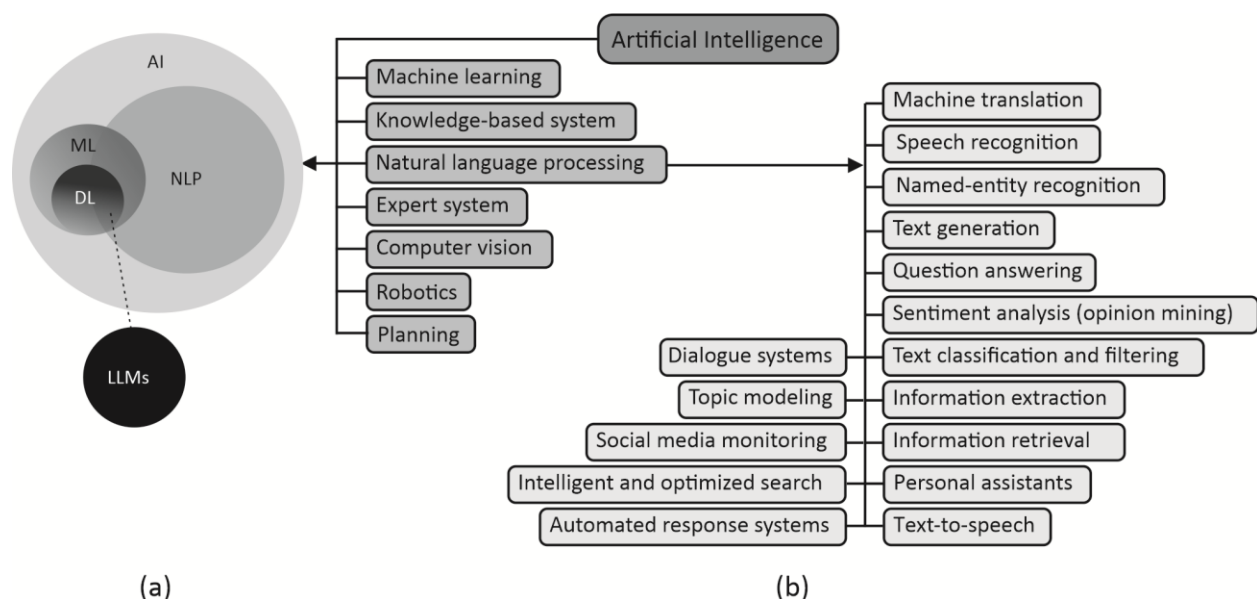 AI
ML
DL
NLP
LLMs
(a)
Artificial Intelligence
Machine learning
Knowledge-based system
Natural language processing
Expert system
Computer vision
Robotics
Planning
Machine translation
Speech recognition
Named-entity recognition
Text generation
Question answering
Sentiment analysis (opinion mining)
Dialogue systems
Text classification and filtering
Topic modeling
Information extraction
Social media monitoring
Information retrieval
Intelligent and optimized search
Personal assistants
Automated response systems
Text-to-speech
(b)